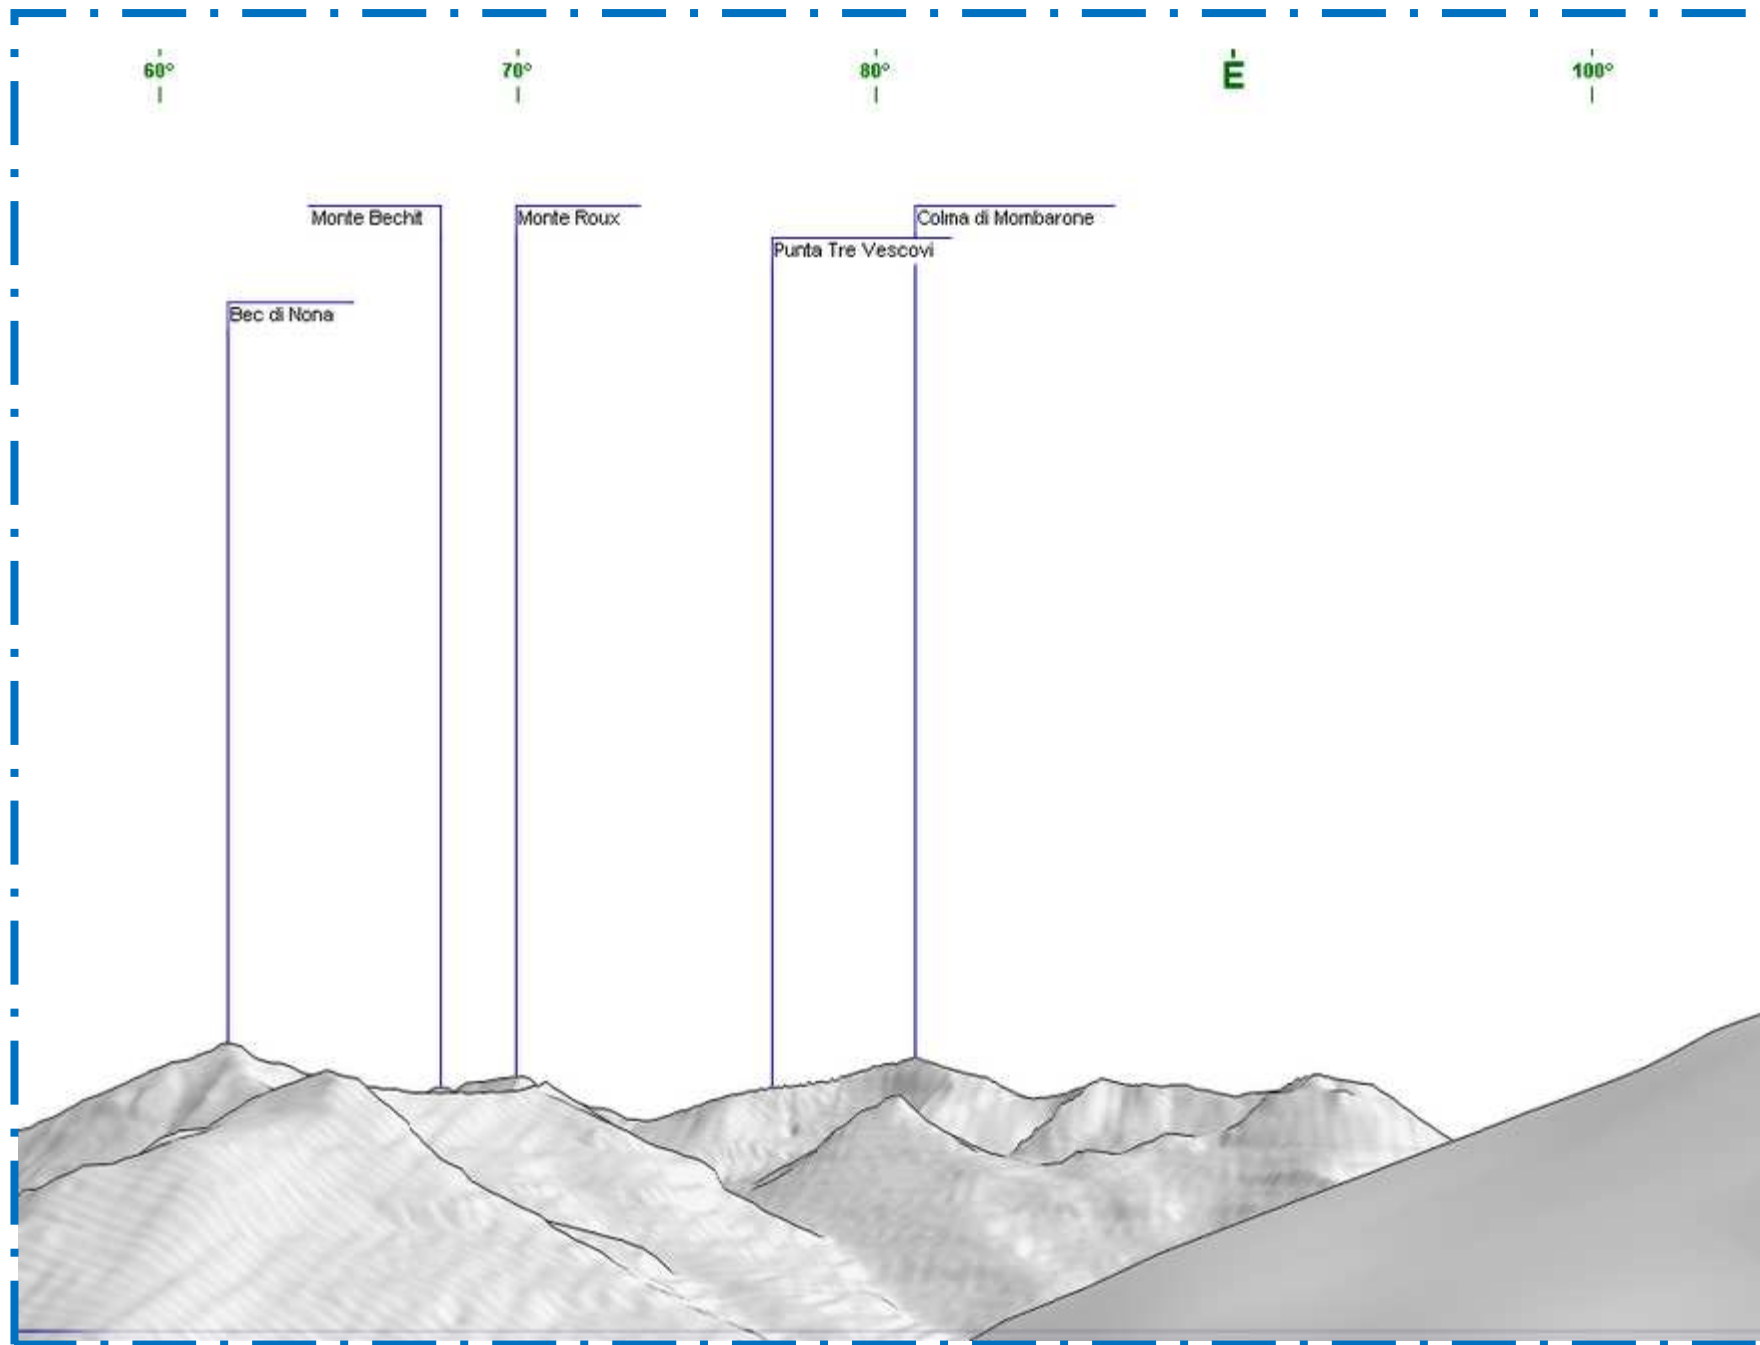 60°
70°
80°
E
100°
Monte Bechit
Monte Roux
Colma di Mombarone
Punta Tre Vescovi
Bec di Nona